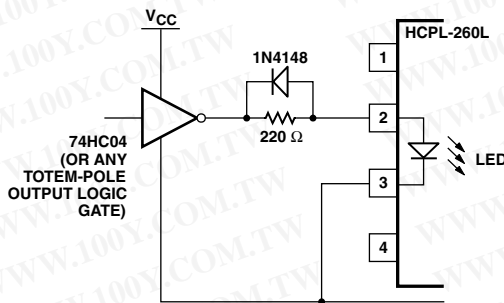 VCC
HCPL-260L
1N4148
1
220 Ω
2
74HC04
(OR ANY
TOTEM-POLE
OUTPUT LOGIC
GATE)
LED
3
4
WWW.100Y.COM.TW